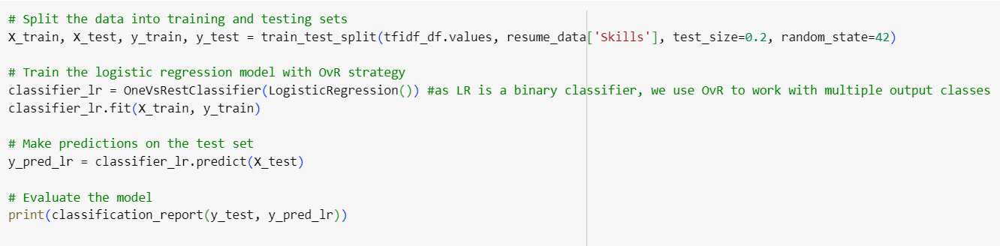 # Split the data into training and testing sets
X_train, X_test, y_train, y_test = train_test_split(tfidf_df.values, resume_data['Skills'], test_size=0.2, random_state=42)
# Train the logistic regression model with OvR strategy
classifier_lr = OneVsRestClassifier(LogisticRegression()) #as LR is a binary classifier, we use OvR to work with multiple output classes
classifier_lr.fit(X_train, y_train)
# Make predictions on the test set
y_pred_lr = classifier_lr.predict(X_test)
# Evaluate the model
print(classification_report(y_test, y_pred_lr))